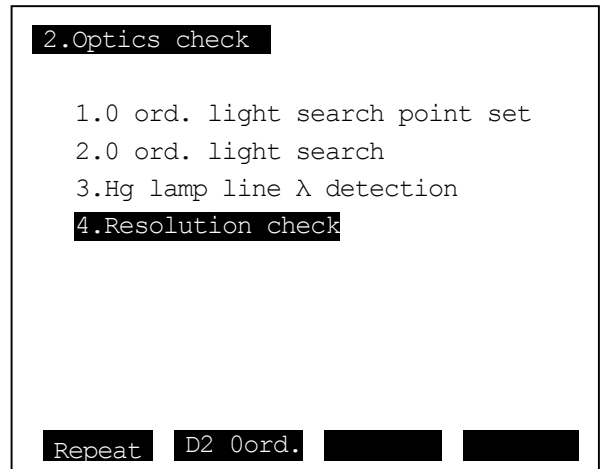 2.Optics check
1.0 ord. light search point set
2.0 ord. light search
3.Hg lamp line λ detection
4.Resolution check
Repeat D2 0ord.